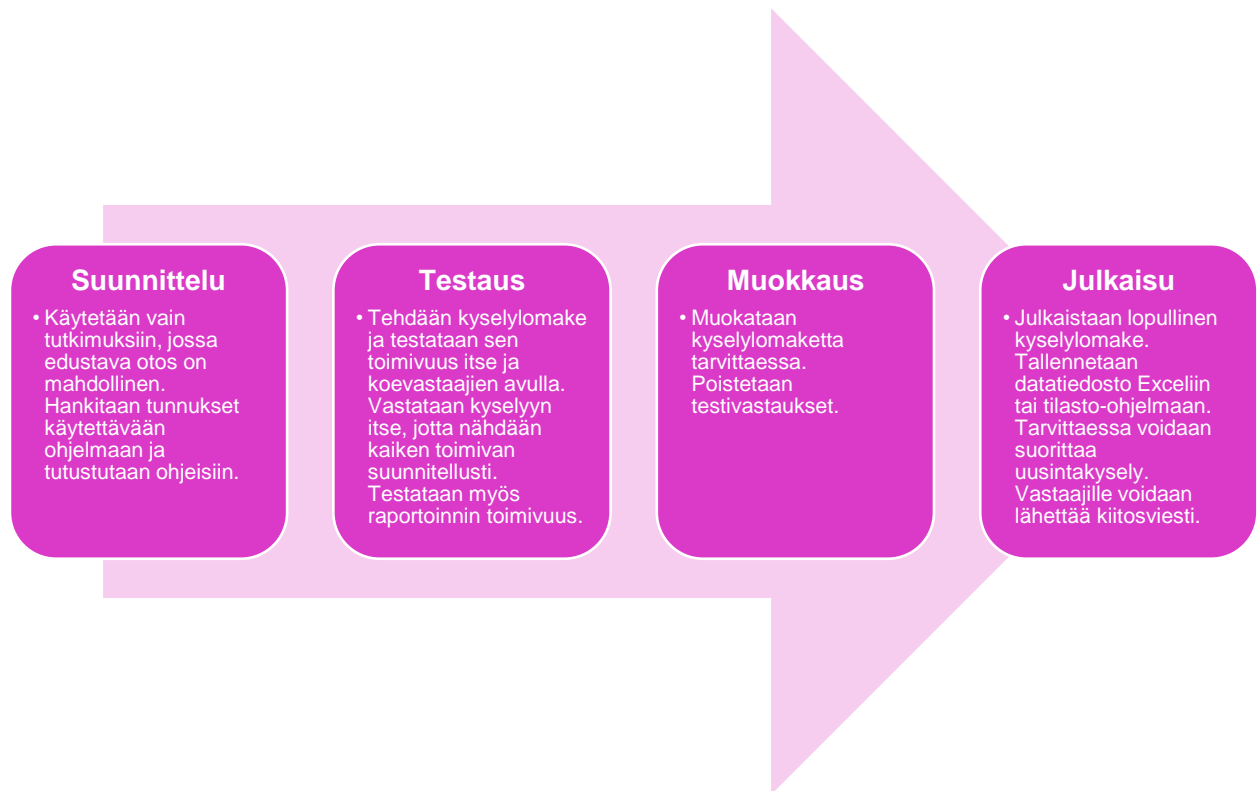 Suunnittelu
• Käytetään vain
tutkimuksiin, jossa
edustava otos on
mahdollinen.
Hankitaan tunnukset
käytettävään
ohjelmaan ja
tutustutaan ohjeisiin.
Testaus
• Tehdään kyselylomake
ja testataan sen
toimivuus itse ja
koevastaajien avulla.
Vastataan kyselyyn
itse, jotta nähdään
kaiken toimivan
suunnitellusti.
Testataan myös
raportoinnin toimivuus.
Muokkaus
• Muokataan
kyselylomaketta
tarvittaessa.
Poistetaan
testivastaukset.
Julkaisu
• Julkaistaan lopullinen
kyselylomake.
Tallennetaan
datatiedosto Exceliin
tai tilasto-ohjelmaan.
Tarvittaessa voidaan
suorittaa
uusintakysely.
Vastaajille voidaan
lähettää kiitosviesti.